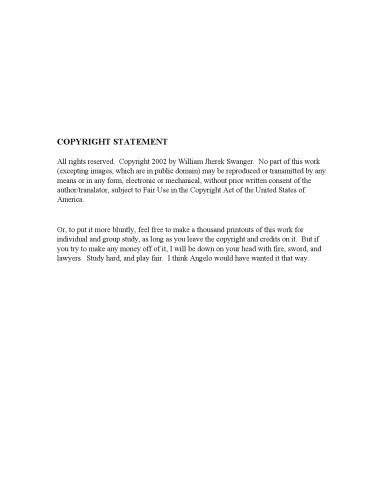 COPYRIGHT STATEMENT
All rights reserved.  Copyright 2002 by William Jherek Swanger.  No part of this work
(excepting images, which are in public domain) may be reproduced or transmitted by any
means or in any form, electronic or mechanical, without prior written consent of the
author/translator, subject to Fair Use in the Copyright Act of the United States of
America.
Or, to put it more bluntly, feel free to make a thousand printouts of this work for
individual and group study, as long as you leave the copyright and credits on it.  But if
you try to make any money off of it, I will be down on your head with fire, sword, and
lawyers.  Study hard, and play fair.  I think Angelo would have wanted it that way.